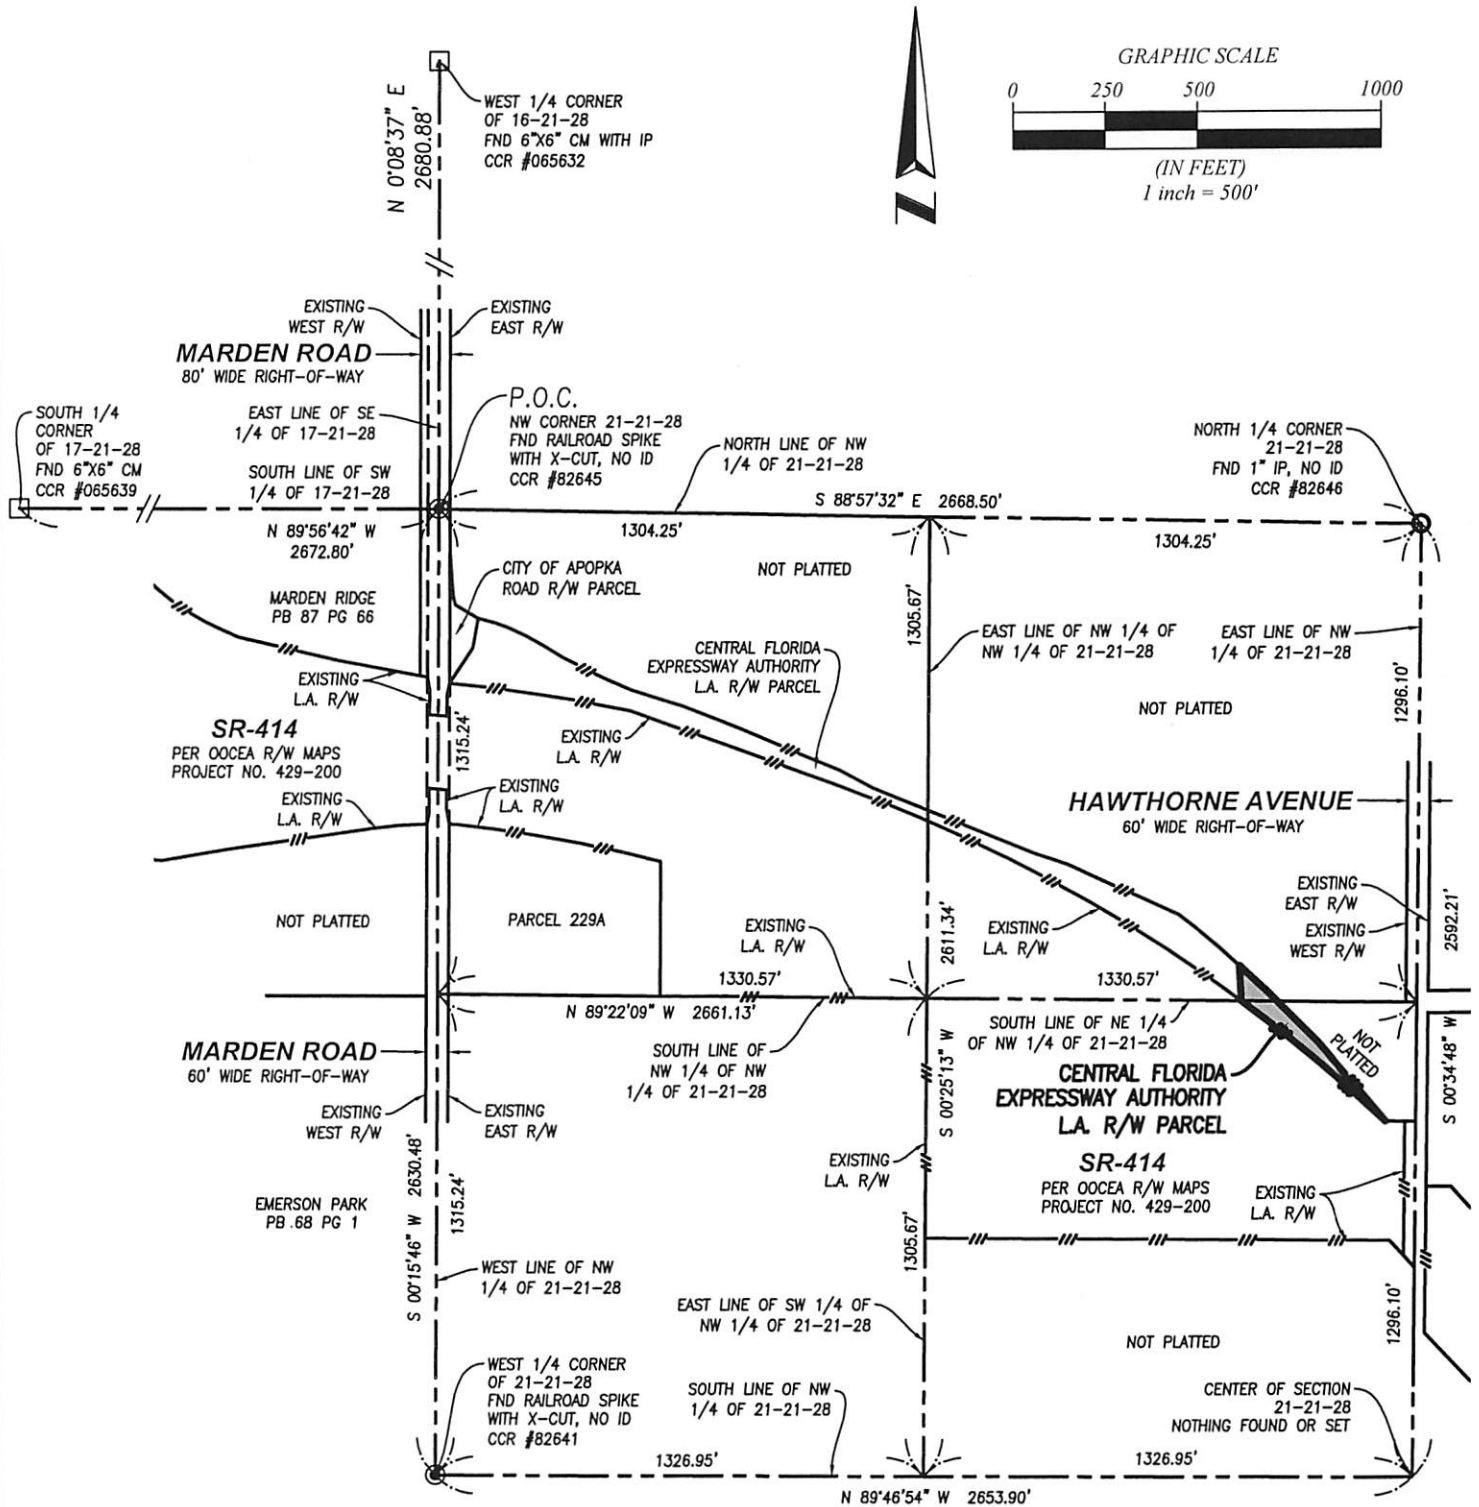 GRAPHIC SCALE
0 250 500 1000
(IN FEET)
1 inch = 500'
N
N 0°08'37" E
2680.88'
WEST 1/4 CORNER
OF 16-21-28
FND 6"X6" CM WITH IP
CCR #065632
EXISTING
WEST R/W
EXISTING
EAST R/W
MARDEN ROAD
80' WIDE RIGHT-OF-WAY
SOUTH 1/4
CORNER
OF 17-21-28
FND 6"X6" CM
CCR #065639
EAST LINE OF SE
1/4 OF 17-21-28
SOUTH LINE OF SW
1/4 OF 17-21-28
P.O.C.
NW CORNER 21-21-28
FND RAILROAD SPIKE
WITH X-CUT, NO ID
CCR #82645
NORTH LINE OF NW
1/4 OF 21-21-28
NORTH 1/4 CORNER
21-21-28
FND 1" IP, NO ID
CCR #82646
S 88°57'32" E 2668.50'
N 89°56'42" W
2672.80'
1304.25'
1304.25'
CITY OF APOPKA
ROAD R/W PARCEL
NOT PLATTED
MARDEN RIDGE
PB 87 PG 66
1305.67'
EAST LINE OF NW 1/4 OF
NW 1/4 OF 21-21-28
EAST LINE OF NW
1/4 OF 21-21-28
CENTRAL FLORIDA
EXPRESSWAY AUTHORITY
L.A. R/W PARCEL
EXISTING
L.A. R/W
1296.10'
NOT PLATTED
SR-414
PER OOCEA R/W MAPS
PROJECT NO. 429-200
1315.24'
EXISTING
L.A. R/W
EXISTING
L.A. R/W
EXISTING
L.A. R/W
HAWTHORNE AVENUE
60' WIDE RIGHT-OF-WAY
EXISTING
EAST R/W
EXISTING
WEST R/W
2592.21'
NOT PLATTED
PARCEL 229A
EXISTING
L.A. R/W
2611.34'
EXISTING
L.A. R/W
1330.57'
1330.57'
N 89°22'09" W 2661.13'
SOUTH LINE OF NE 1/4
OF NW 1/4 OF 21-21-28
NOT
PLATTED
MARDEN ROAD
60' WIDE RIGHT-OF-WAY
SOUTH LINE OF
NW 1/4 OF NW
1/4 OF 21-21-28
S 00°25'13" W
CENTRAL FLORIDA
EXPRESSWAY AUTHORITY
L.A. R/W PARCEL
S 00°34'48" W
EXISTING
WEST R/W
EXISTING
EAST R/W
EXISTING
L.A. R/W
SR-414
PER OOCEA R/W MAPS
PROJECT NO. 429-200
EXISTING
L.A. R/W
EMERSON PARK
PB 68 PG 1
S 00°15'46" W 2630.48'
1315.24'
1305.67'
WEST LINE OF NW
1/4 OF 21-21-28
EAST LINE OF SW 1/4 OF
NW 1/4 OF 21-21-28
1296.10'
NOT PLATTED
WEST 1/4 CORNER
OF 21-21-28
FND RAILROAD SPIKE
WITH X-CUT, NO ID
CCR #82641
SOUTH LINE OF NW
1/4 OF 21-21-28
CENTER OF SECTION
21-21-28
NOTHING FOUND OR SET
1326.95'
1326.95'
N 89°46'54" W 2653.90'